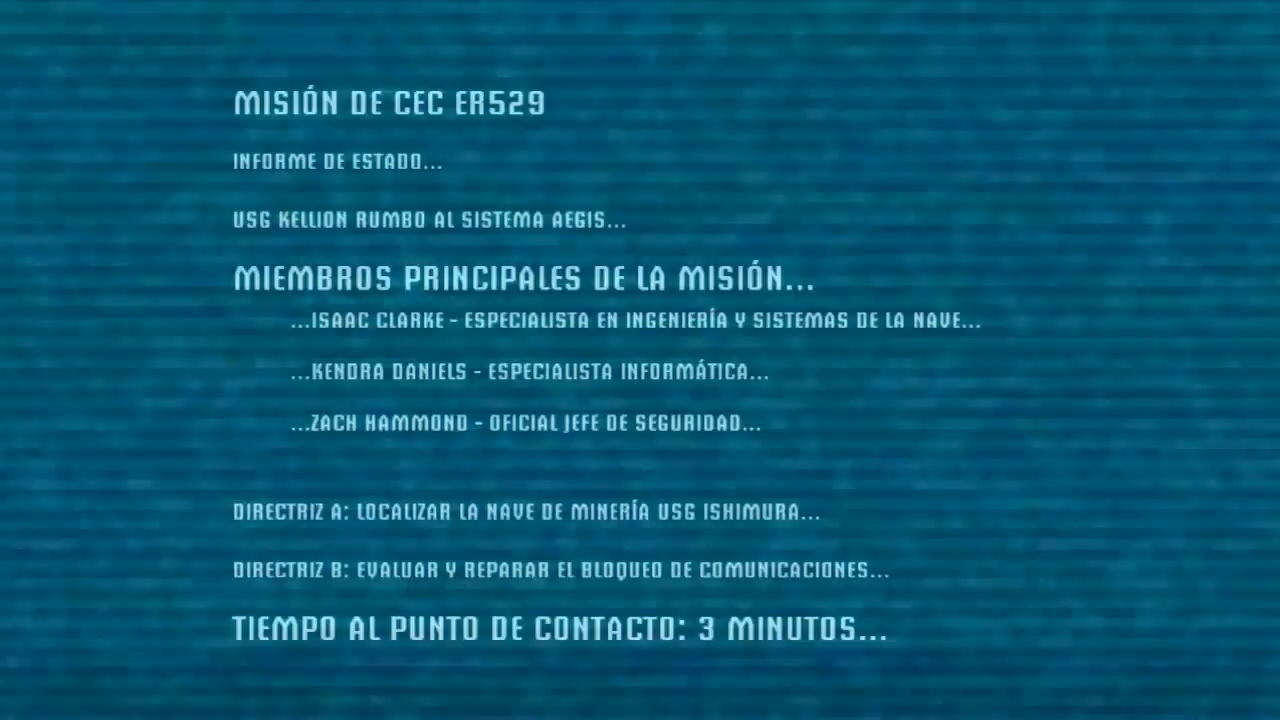 MISIÓN DE CEC ER529
INFORME DE ESTADO...
USG KELLION RUMBO AL SISTEMA AEGIS...
MIEMBROS PRINCIPALES DE LA MISIÓN...
...ISAAC CLARKE - ESPECIALISTA EN INGENIERÍA Y SISTEMAS DE LA NAVE...
...KENDRA DANIELS - ESPECIALISTA INFORMÁTICA...
...ZACH HAMMOND - OFICIAL JEFE DE SEGURIDAD...
DIRECTRIZ A: LOCALIZAR LA NAVE DE MINERÍA USG ISHIMURA...
DIRECTRIZ B: EVALUAR Y REPARAR EL BLOQUEO DE COMUNICACIONES...
TIEMPO AL PUNTO DE CONTACTO: 3 MINUTOS...